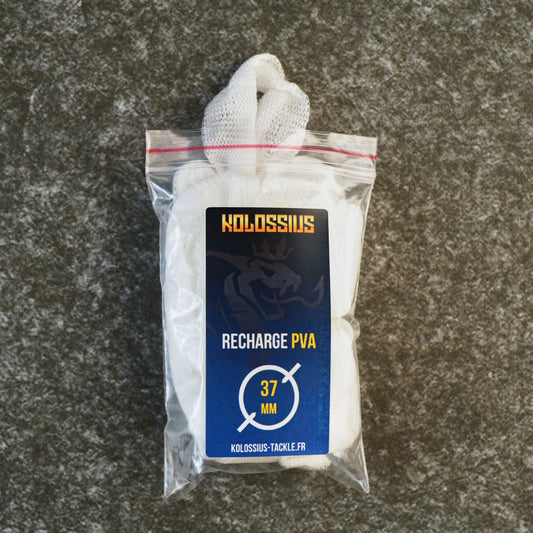 KOLOSSIUS
RECHARGE PVA
37
MM
KOLOSSIUS-TACKLE.FR